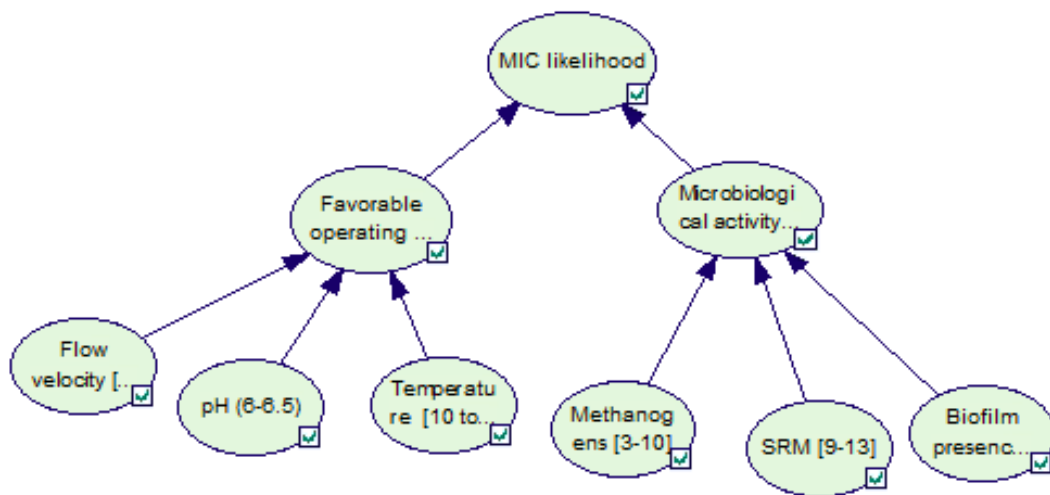 MIC likelihood
Favorable
operating ...
Microbiologi
cal activity...
Flow
velocity [...
pH (6-6.5)
Temperatu
re [10 to...
Methanog
ens [3-10]
SRM [9-13]
Biofilm
presenc...